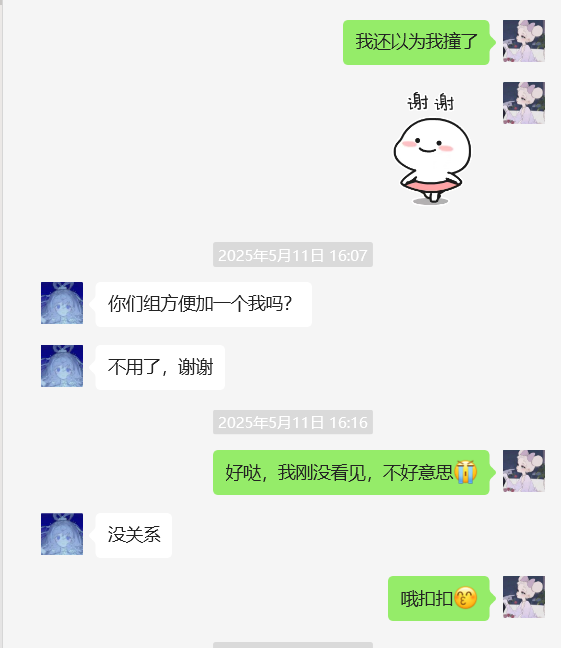 我还以为我撞了
谢谢
2025年5月11日 16:07
你们组方便加一个我吗?
不用了，谢谢
2025年5月11日 16:16
好哒，我刚没看见，不好意思😭
没关系
哦扣扣😙